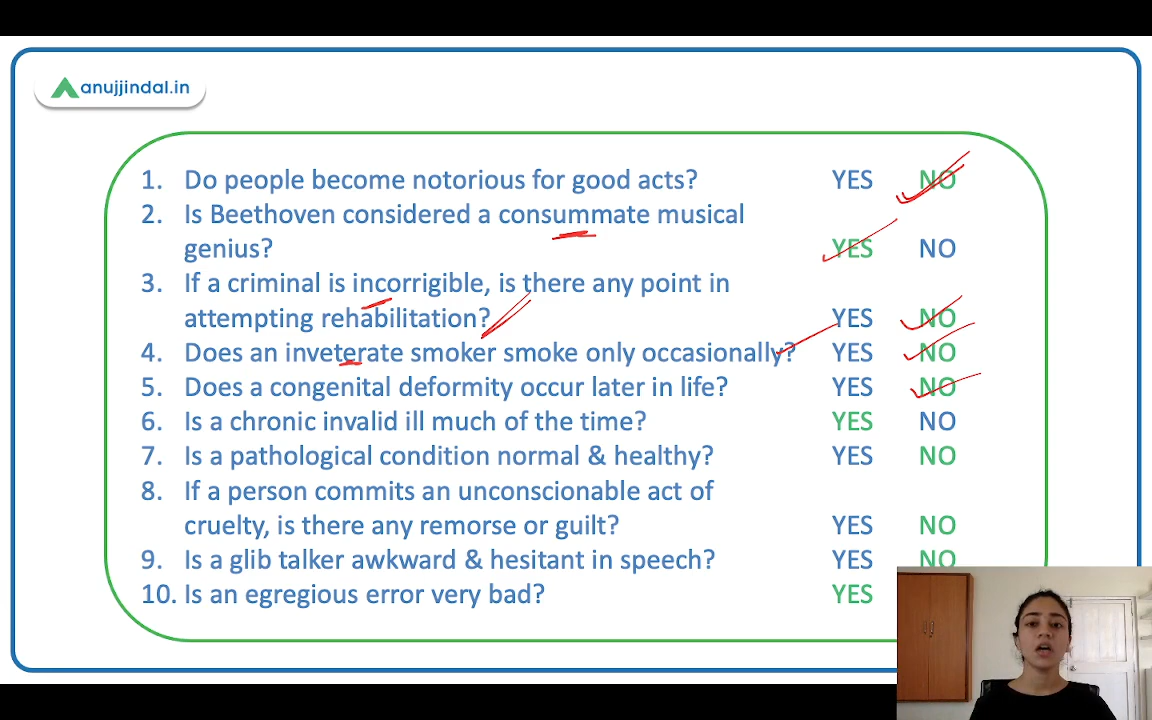 anujjindal.in
1. Do people become notorious for good acts? YES NO
2. Is Beethoven considered a consummate musical
genius? YES NO
3. If a criminal is incorrigible, is there any point in
attempting rehabilitation? YES NO
4. Does an inveterate smoker smoke only occasionally? YES NO
5. Does a congenital deformity occur later in life? YES NO
6. Is a chronic invalid ill much of the time? YES NO
7. Is a pathological condition normal & healthy? YES NO
8. If a person commits an unconscionable act of
cruelty, is there any remorse or guilt? YES NO
9. Is a glib talker awkward & hesitant in speech? YES NO
10. Is an egregious error very bad? YES